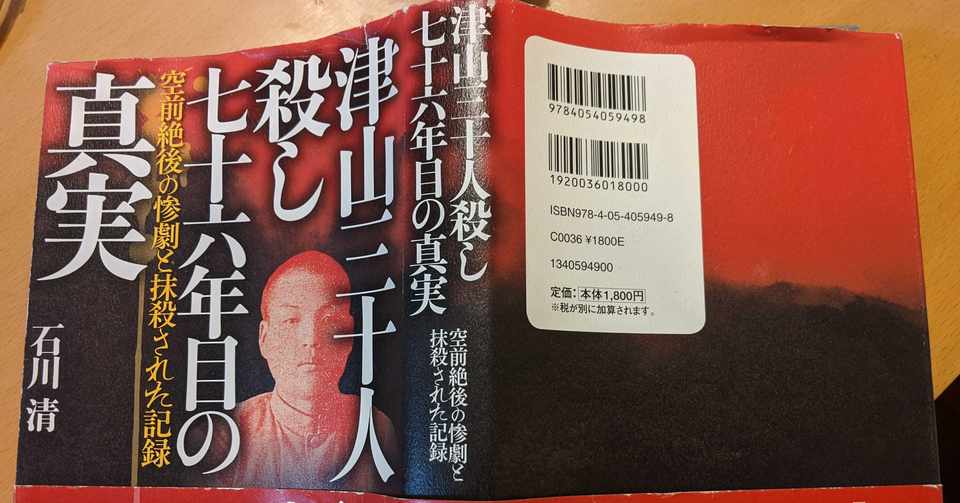 津山三十人
殺し
七十六年目の
空前絶後の惨劇と抹殺された記録
真実
石川 清
津山三十人殺し
七十六年目の真実
空前絶後の惨劇と
抹殺された記録
9784054059498
1920036018000
ISBN978-4-05-405949-8
C0036 ¥1800E
1340594900
定価：本体1,800円
※税が別に加算されます。